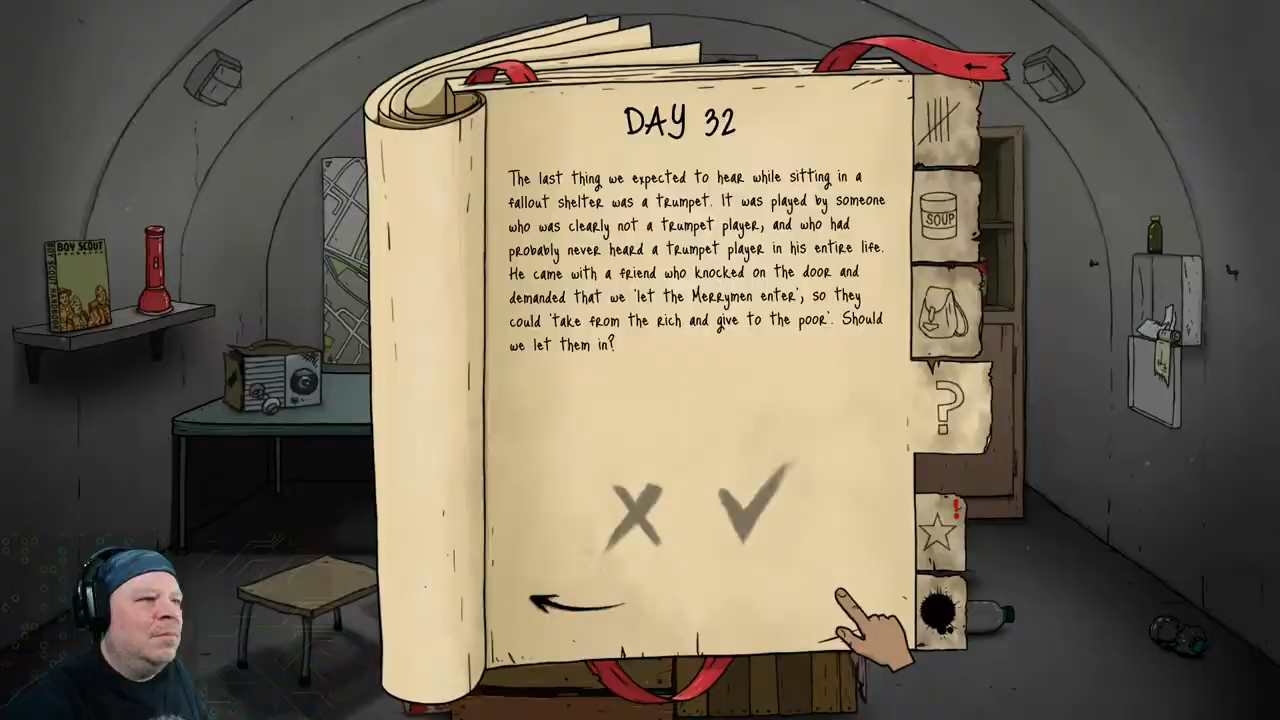 DAY 32
The last thing we expected to hear while sitting in a
fallout shelter was a trumpet. It was played by someone
who was clearly not a trumpet player, and who had
probably never heard a trumpet player in his entire life.
He came with a friend who knocked on the door and
demanded that we 'let the Merrymen enter', so they
could 'take from the rich and give to the poor'. Should
we let them in?
SOUP
?
!
BOY SCOUT